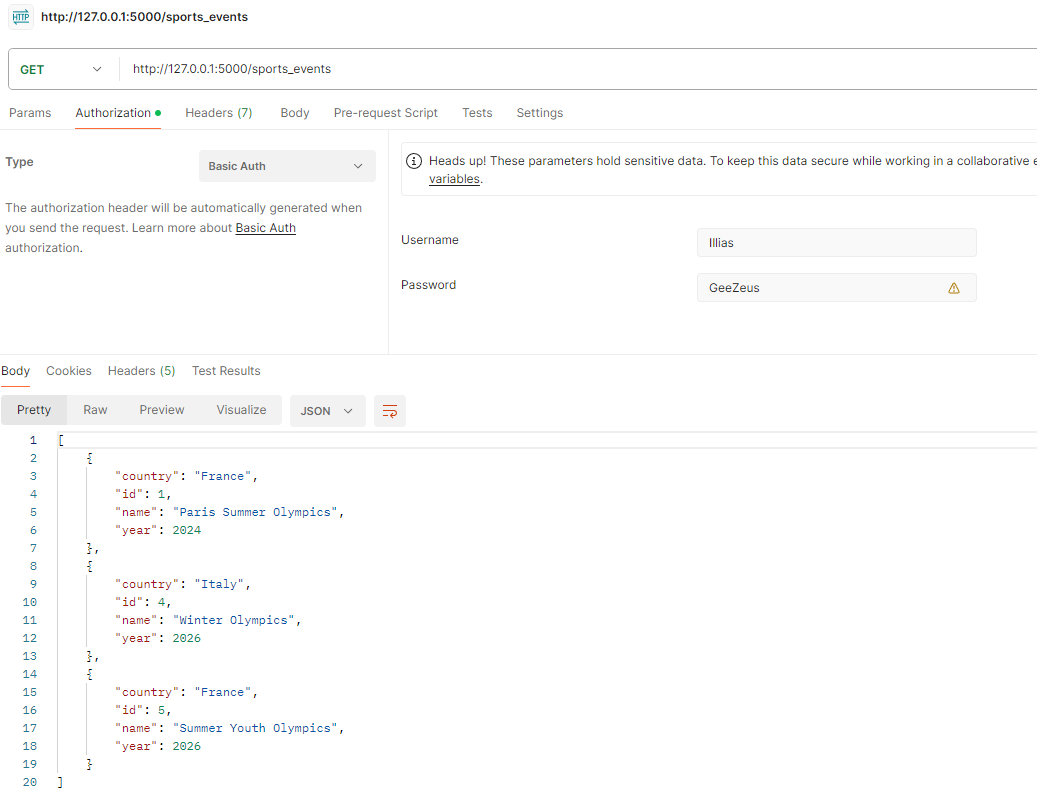 HTTP http://127.0.0.1:5000/sports_events
GET http://127.0.0.1:5000/sports_events
Params Authorization Headers (7) Body Pre-request Script Tests Settings
Type Basic Auth
The authorization header will be automatically generated when
you send the request. Learn more about Basic Auth
authorization.
Heads up! These parameters hold sensitive data. To keep this data secure while working in a collaborative
variables.
Username Illias
Password GeeZeus
Body Cookies Headers (5) Test Results
Pretty Raw Preview Visualize JSON
1 [
2 {
3 "country": "France",
4 "id": 1,
5 "name": "Paris Summer Olympics",
6 "year": 2024
7 },
8 {
9 "country": "Italy",
10 "id": 4,
11 "name": "Winter Olympics",
12 "year": 2026
13 },
14 {
15 "country": "France",
16 "id": 5,
17 "name": "Summer Youth Olympics",
18 "year": 2026
19 }
20 ]